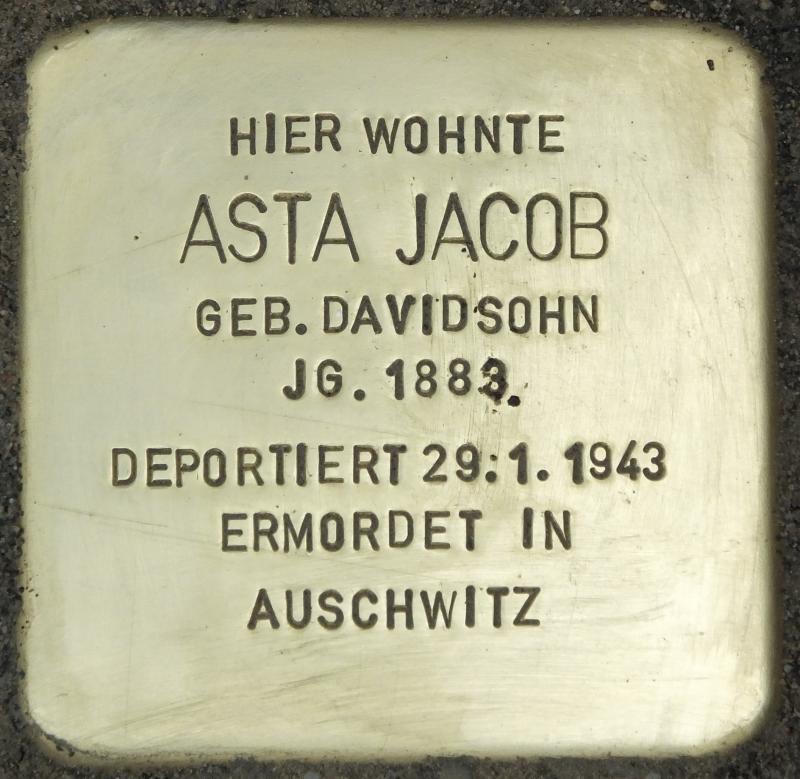 HIER WOHNTE
ASTA JACOB
GEB. DAVIDSOHN
JG. 1883
DEPORTIERT 29.1.1943
ERMORDET IN
AUSCHWITZ